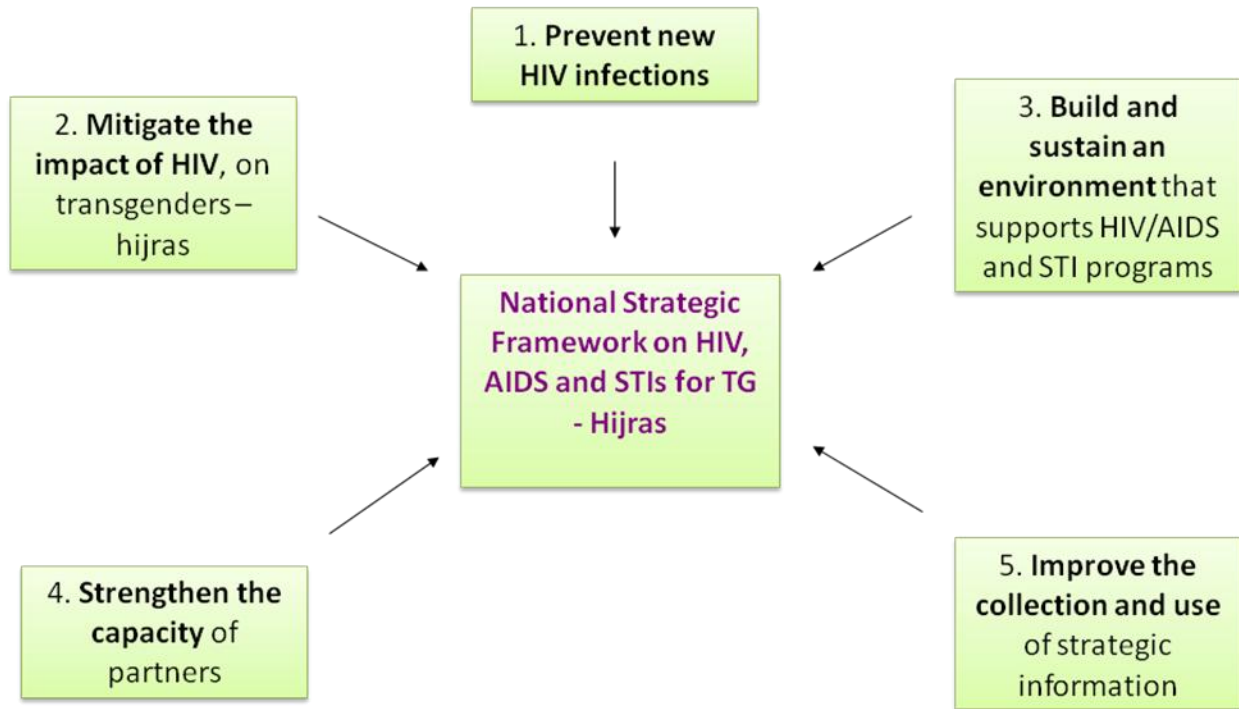 1. Prevent new
HIV infections
2. Mitigate the
impact of HIV, on
transgenders–
hijras
3. Build and
sustain an
environment that
supports HIV/AIDS
and STI programs
National Strategic
Framework on HIV,
AIDS and STIs for TG
- Hijras
4. Strengthen the
capacity of
partners
5. Improve the
collection and use
of strategic
information